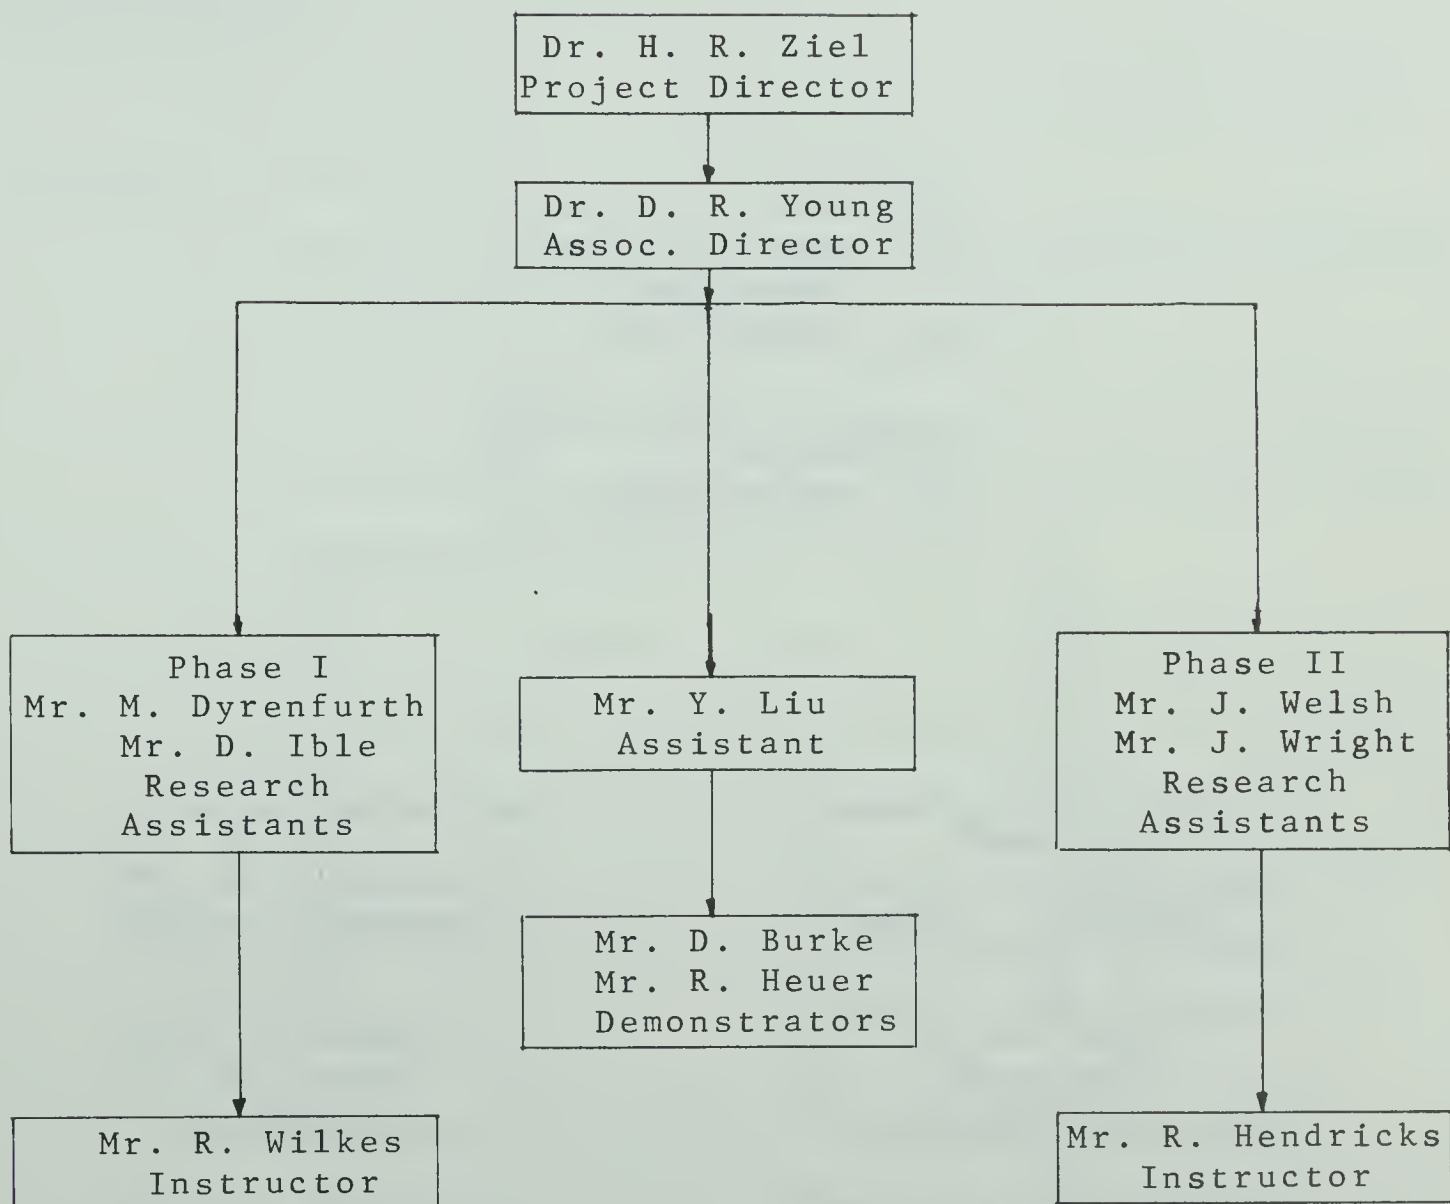 Dr. H. R. Ziel
Project Director
Dr. D. R. Young
Assoc. Director
Phase I
Mr. M. Dyrenfurth
Mr. D. Ible
Research
Assistants
Mr. Y. Liu
Assistant
Phase II
Mr. J. Welsh
Mr. J. Wright
Research
Assistants
Mr. D. Burke
Mr. R. Heuer
Demonstrators
Mr. R. Wilkes
Instructor
Mr. R. Hendricks
Instructor